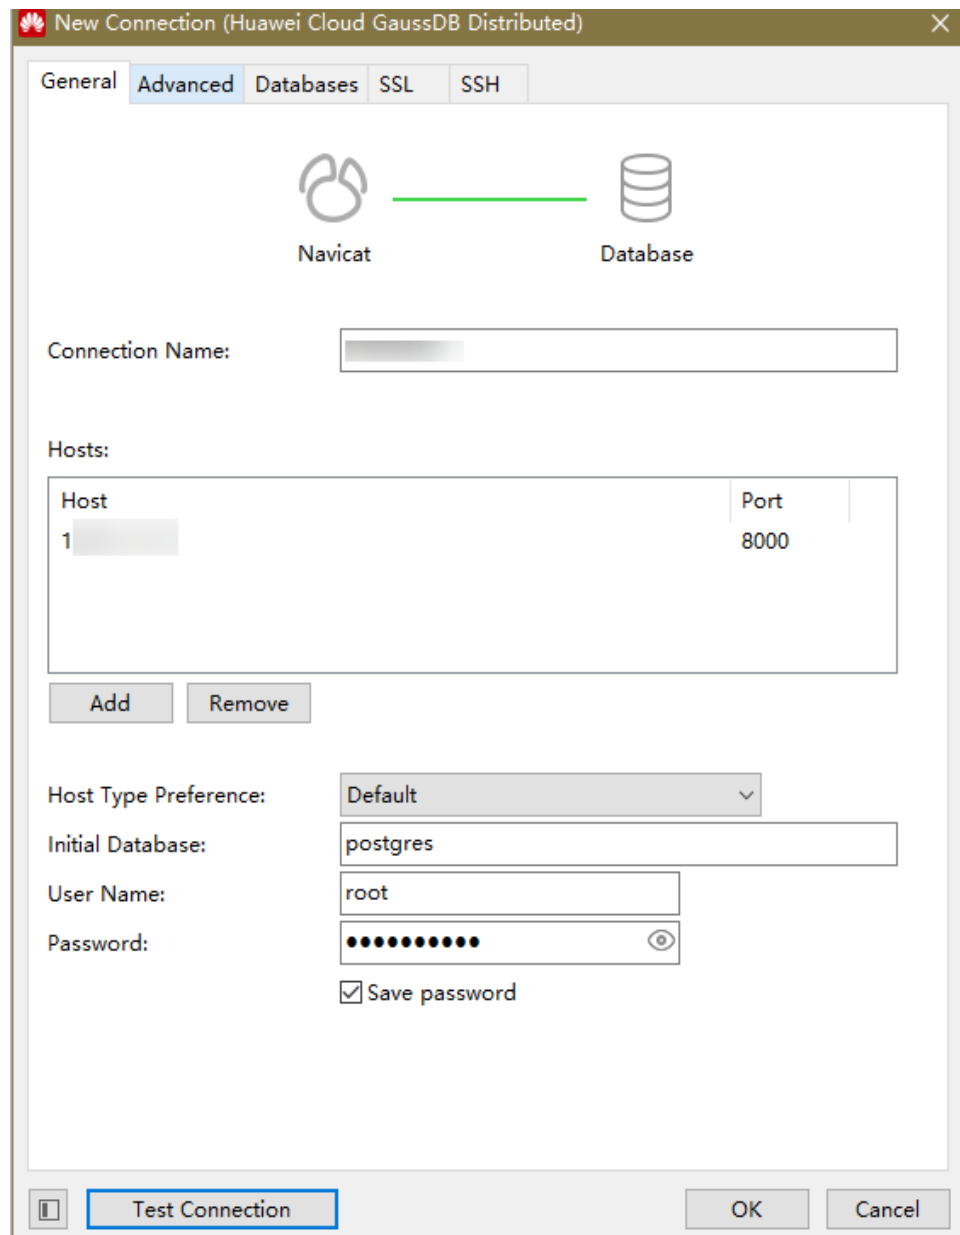 New Connection (Huawei Cloud GaussDB Distributed)
General Advanced Databases SSL SSH
Navicat Database
Connection Name:
Hosts:
Host Port
1 8000
Add Remove
Host Type Preference: Default
Initial Database: postgres
User Name: root
Password: ●●●●●●●●●●
Save password
Test Connection OK Cancel